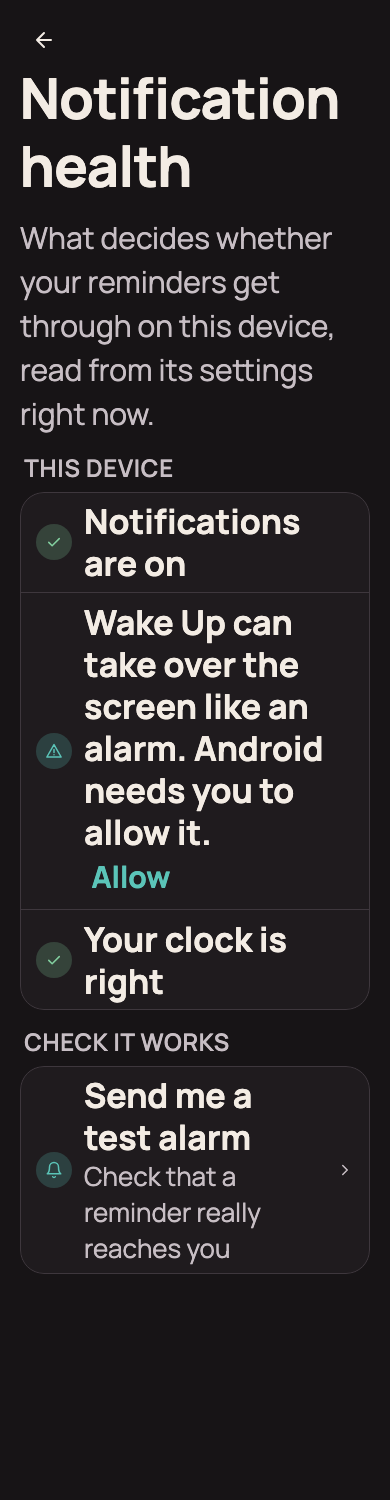 Notification
health
What decides whether
your reminders get
through on this device,
read from its settings
right now.
THIS DEVICE
Notifications
are on
Wake Up can
take over the
screen like an
alarm. Android
needs you to
allow it.
Allow
Your clock is
right
CHECK IT WORKS
Send me a
test alarm
Check that a
reminder really
reaches you